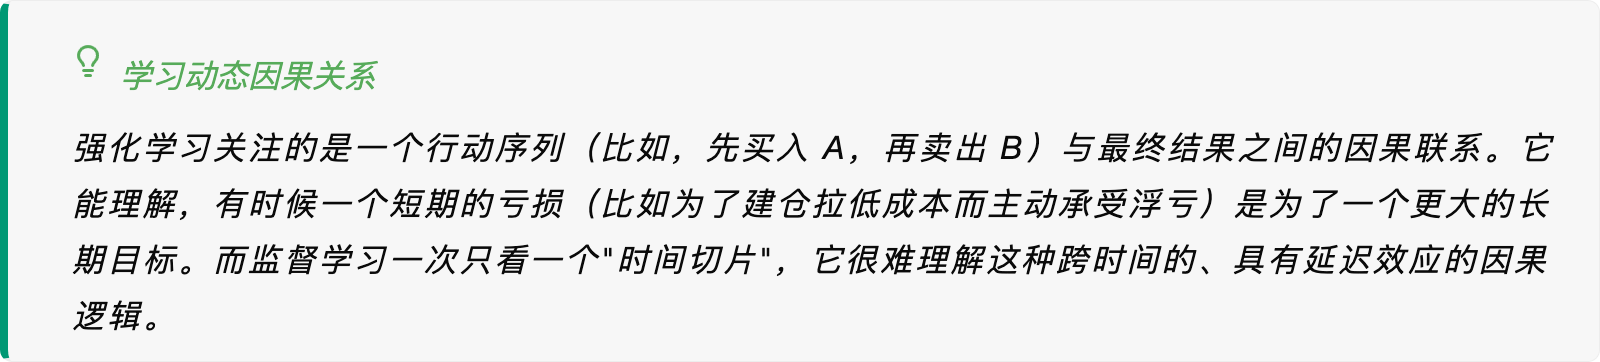 学习动态因果关系
强化学习关注的是一个行动序列（比如，先买入 A，再卖出 B）与最终结果之间的因果联系。它
能理解，有时候一个短期的亏损（比如为了建仓拉低成本而主动承受浮亏）是为了一个更大的长
期目标。而监督学习一次只看一个"时间切片"，它很难理解这种跨时间的、具有延迟效应的因果
逻辑。